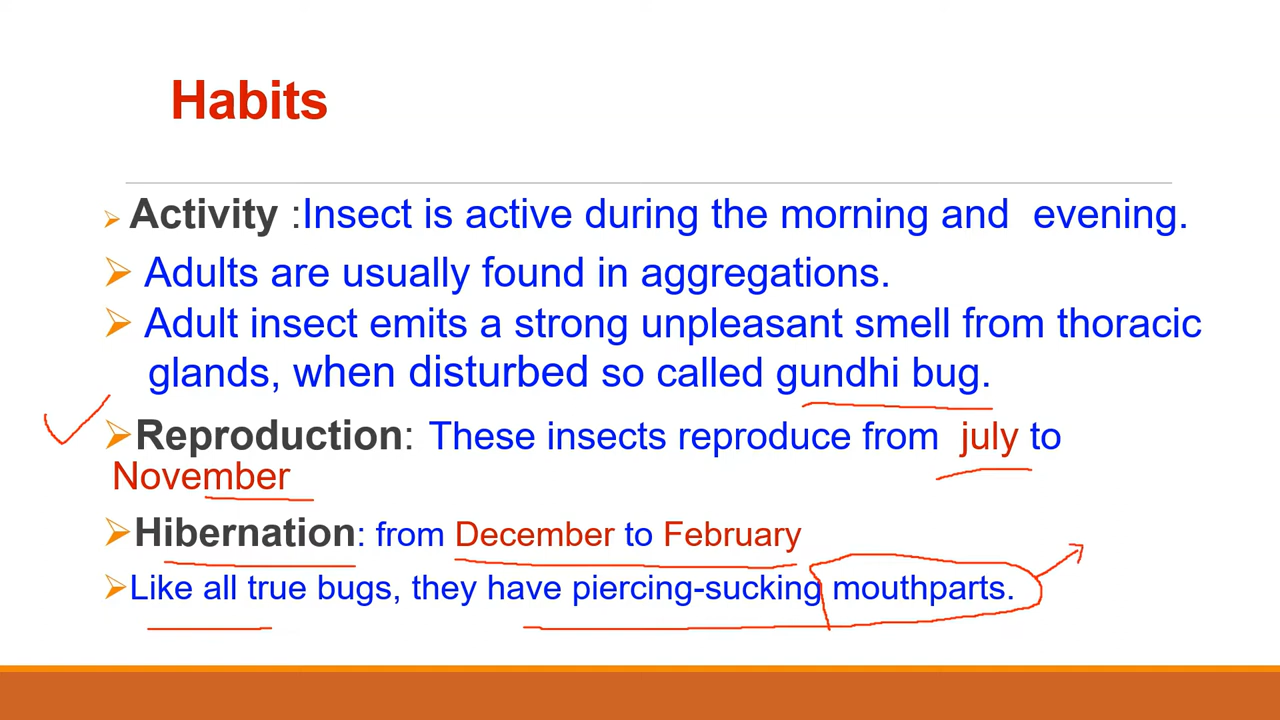 Habits
Activity :Insect is active during the morning and evening.
Adults are usually found in aggregations.
Adult insect emits a strong unpleasant smell from thoracic
glands, when disturbed so called gundhi bug.
Reproduction: These insects reproduce from july to
November
Hibernation: from December to February
Like all true bugs, they have piercing-sucking mouthparts.